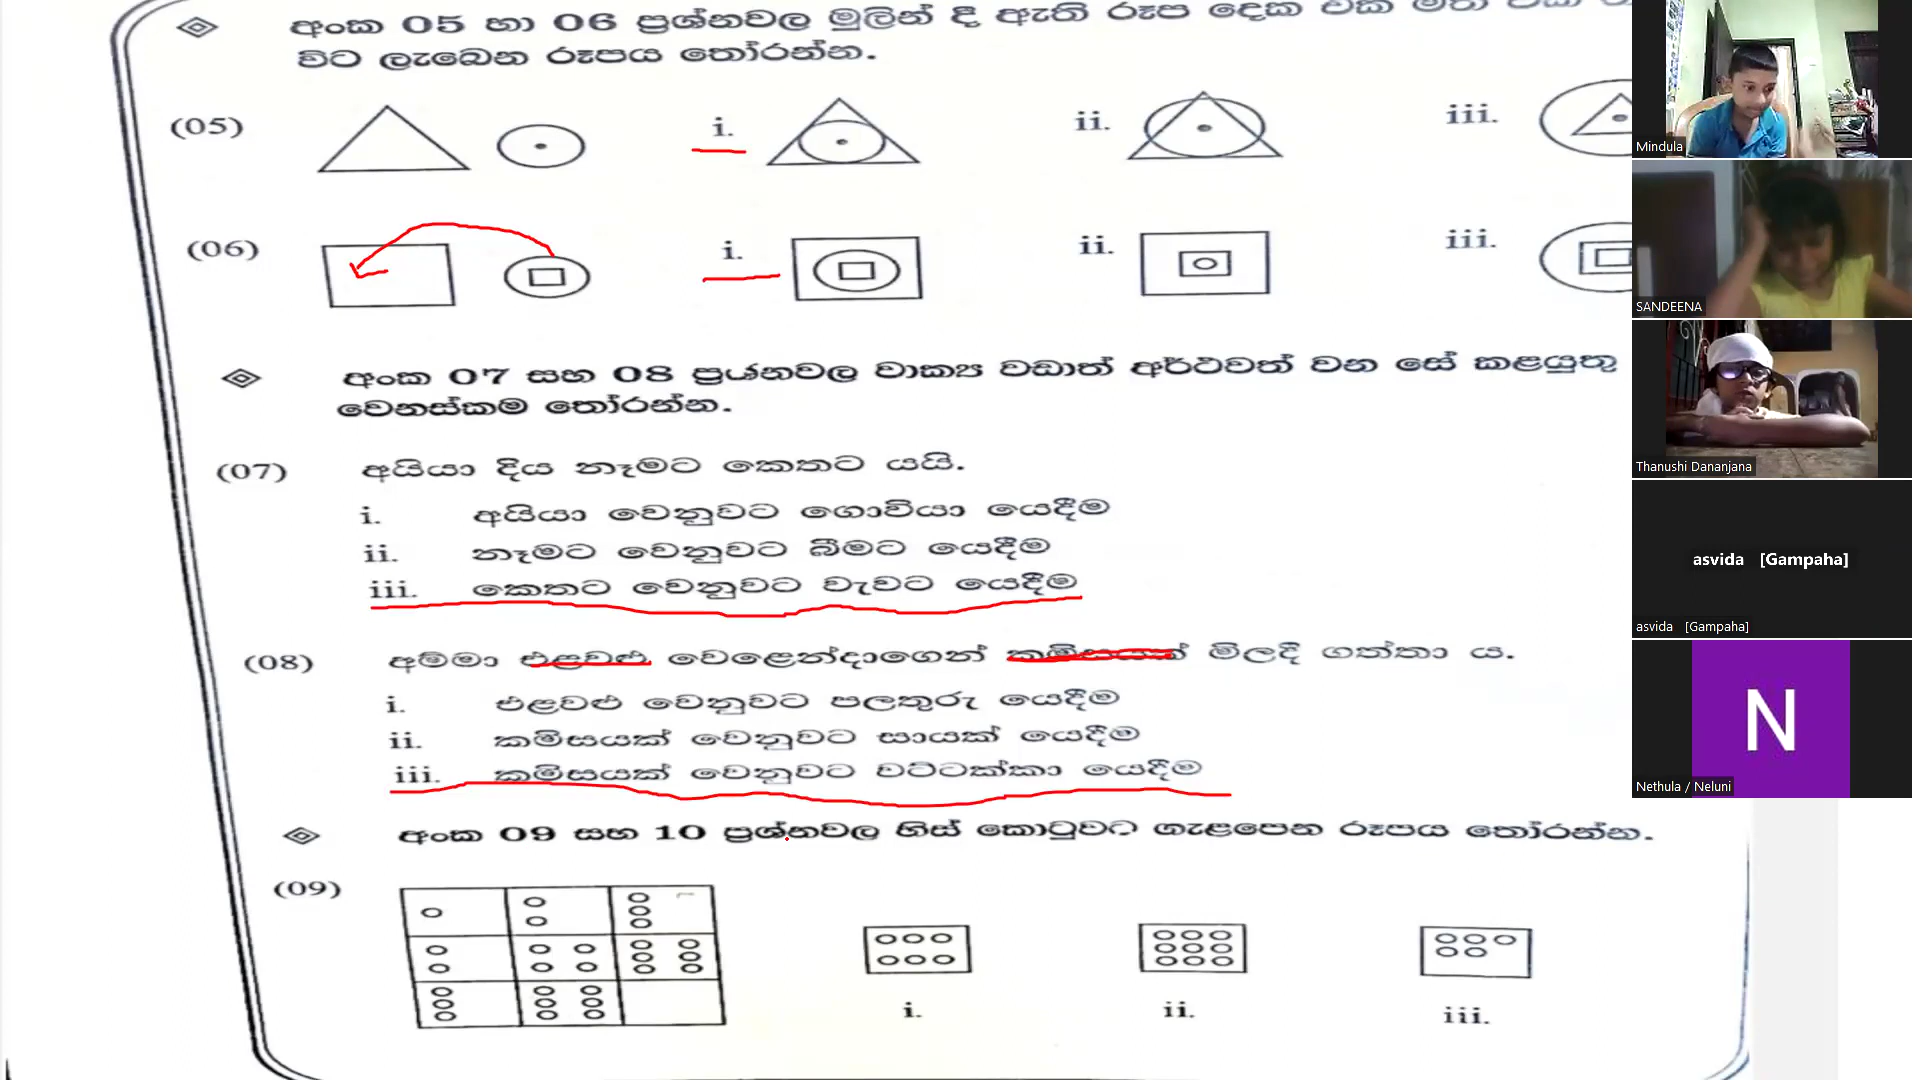 අංක 05 හා 06 ප්‍රශ්නවල මුලින් දී ඇති රූප දෙක එක මත එක
විට ලැබෙන රූපය තෝරන්න.
(05) i. ii. iii.
(06) i. ii. iii.
අංක 07 සහ 08 ප්‍රශ්නවල වාක්‍ය වඩාත් අර්ථවත් වන සේ කළයුතු
වෙනස්කම තෝරන්න.
(07) අයියා දිය නෑමට කෙතට යයි.
i. අයියා වෙනුවට ගොවියා යෙදීම
ii. නෑමට වෙනුවට බීමට යෙදීම
iii. කෙතට වෙනුවට වැවට යෙදීම
(08) අම්මා එළවළු වෙළෙන්දාගෙන් කමිසයක් මිලදී ගත්තා ය.
i. එළවළු වෙනුවට පලතුරු යෙදීම
ii. කමිසයක් වෙනුවට සායක් යෙදීම
iii. කමිසයක් වෙනුවට වට්ටක්කා යෙදීම
අංක 09 සහ 10 ප්‍රශ්නවල හිස් කොටුවට ගැළපෙන රූපය තෝරන්න.
(09)
i. ii. iii.
Mindula
SANDEENA
Thanushi Dananjana
asvida [Gampaha]
asvida [Gampaha]
N
Nethula / Neluni